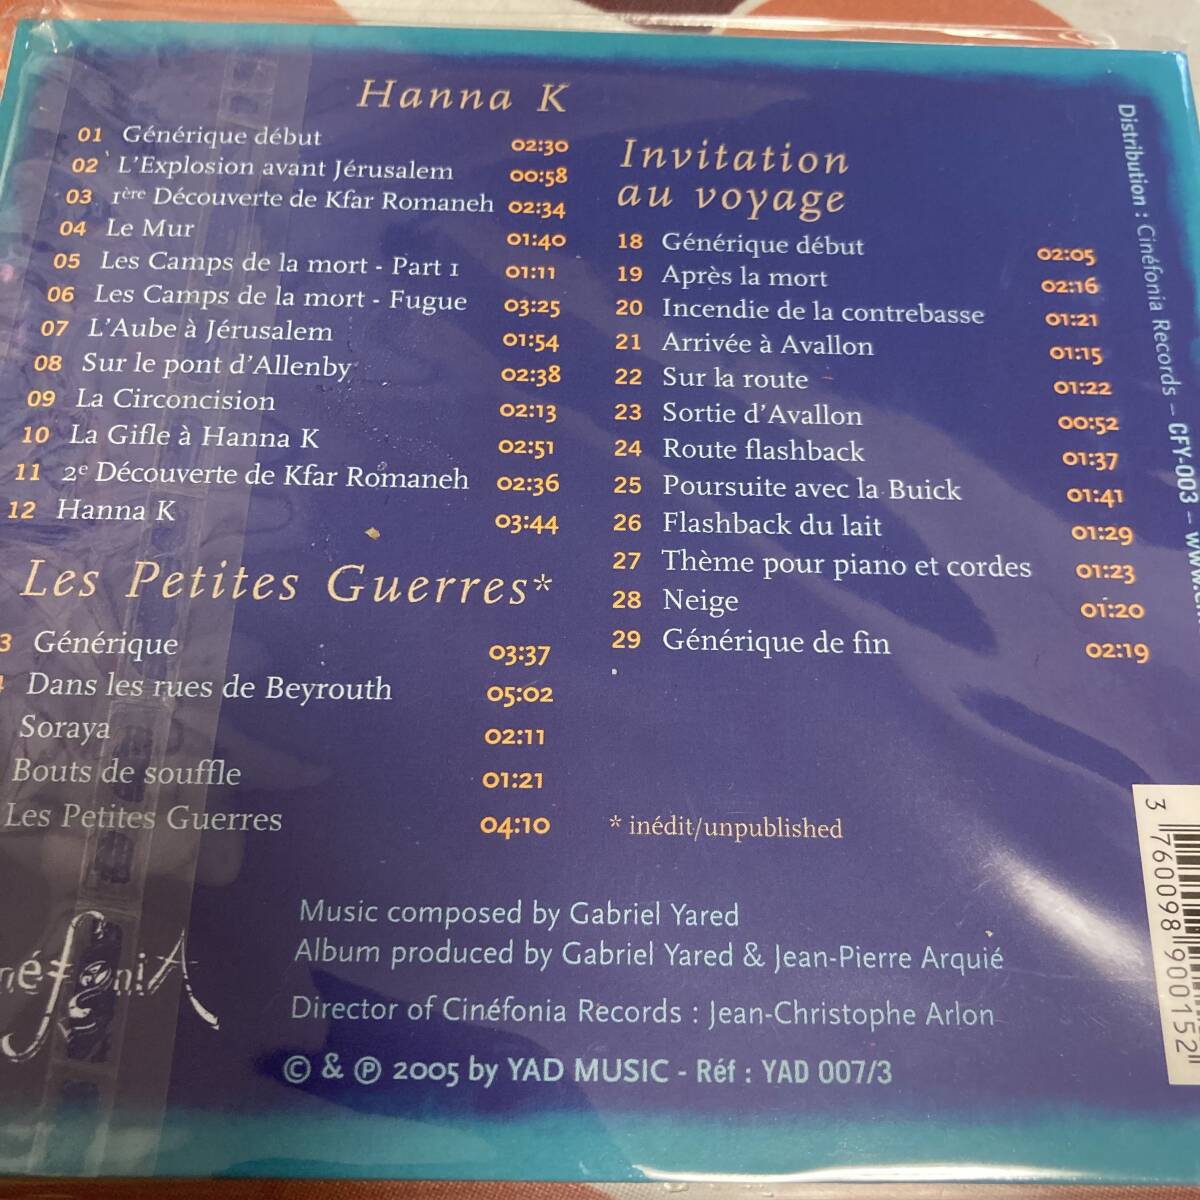 Hanna K
01 Générique début 02:30
02 L'Explosion avant Jérusalem 00:58
03 1ère Découverte de Kfar Romaneh 02:34
04 Le Mur 01:40
05 Les Camps de la mort - Part 1 01:11
06 Les Camps de la mort - Fugue 03:25
07 L'Aube à Jérusalem 01:54
08 Sur le pont d'Allenby 02:38
09 La Circoncision 02:13
10 La Gifle à Hanna K 02:51
11 2e Découverte de Kfar Romaneh 02:36
12 Hanna K 03:44
Les Petites Guerres*
3 Générique 03:37
Dans les rues de Beyrouth 05:02
Soraya 02:11
Bouts de souffle 01:21
Les Petites Guerres 04:10
Invitation
au voyage
18 Générique début 02:05
19 Après la mort 02:16
20 Incendie de la contrebasse 01:21
21 Arrivée à Avallon 01:15
22 Sur la route 01:22
23 Sortie d'Avallon 00:52
24 Route flashback 01:37
25 Poursuite avec la Buick 01:41
26 Flashback du lait 01:29
27 Thème pour piano et cordes 01:23
28 Neige 01:20
29 Générique de fin 02:19
* inédit/unpublished
Music composed by Gabriel Yared
Album produced by Gabriel Yared & Jean-Pierre Arquié
Director of Cinéfonia Records : Jean-Christophe Arlon
© & ℗ 2005 by YAD MUSIC - Réf : YAD 007/3
Distribution : Cinéfonia Records – CFY-003 –
3 760098 900152